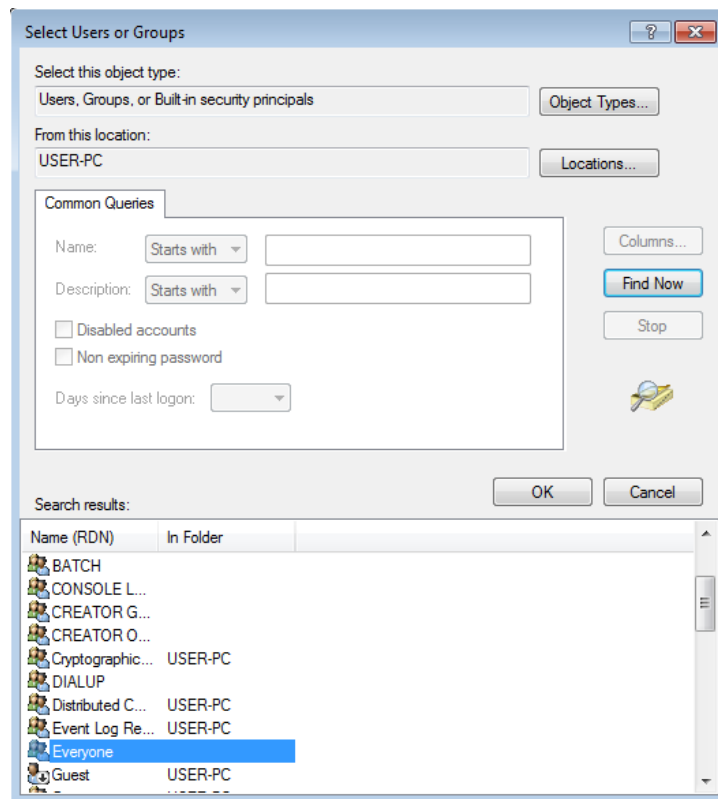 Select Users or Groups
Select this object type:
Users, Groups, or Built-in security principals
Object Types...
From this location:
USER-PC
Locations...
Common Queries
Name: Starts with
Columns...
Description: Starts with
Find Now
Disabled accounts
Stop
Non expiring password
Days since last logon:
OK Cancel
Search results:
Name (RDN) In Folder
BATCH
CONSOLE L...
CREATOR G...
CREATOR O...
Cryptographic... USER-PC
DIALUP
Distributed C... USER-PC
Event Log Re... USER-PC
Everyone
Guest USER-PC